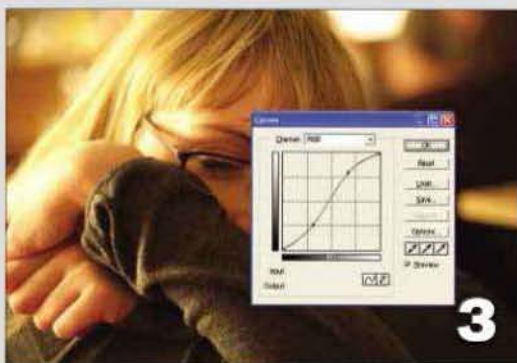 Curves
Channel: RGB
OK
Reset
Load...
Save...
Options...
Input
Output
Preview
3